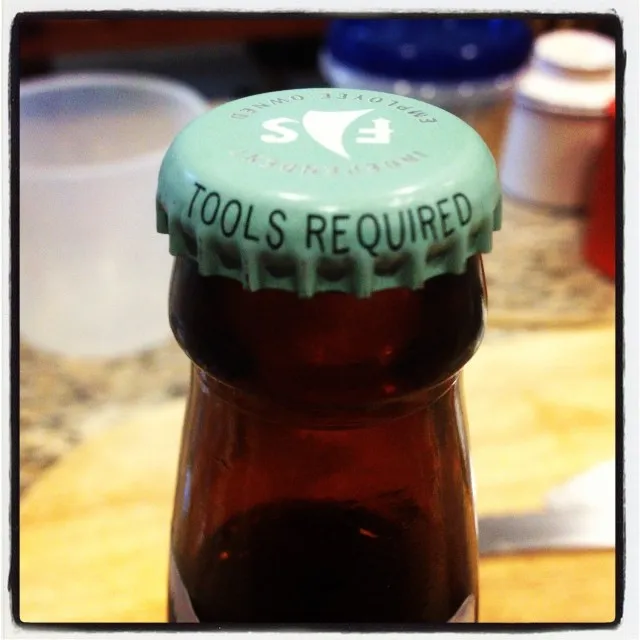 EMPLOYEE OWNED
FS
INDEPENDENT
TOOLS REQUIRED